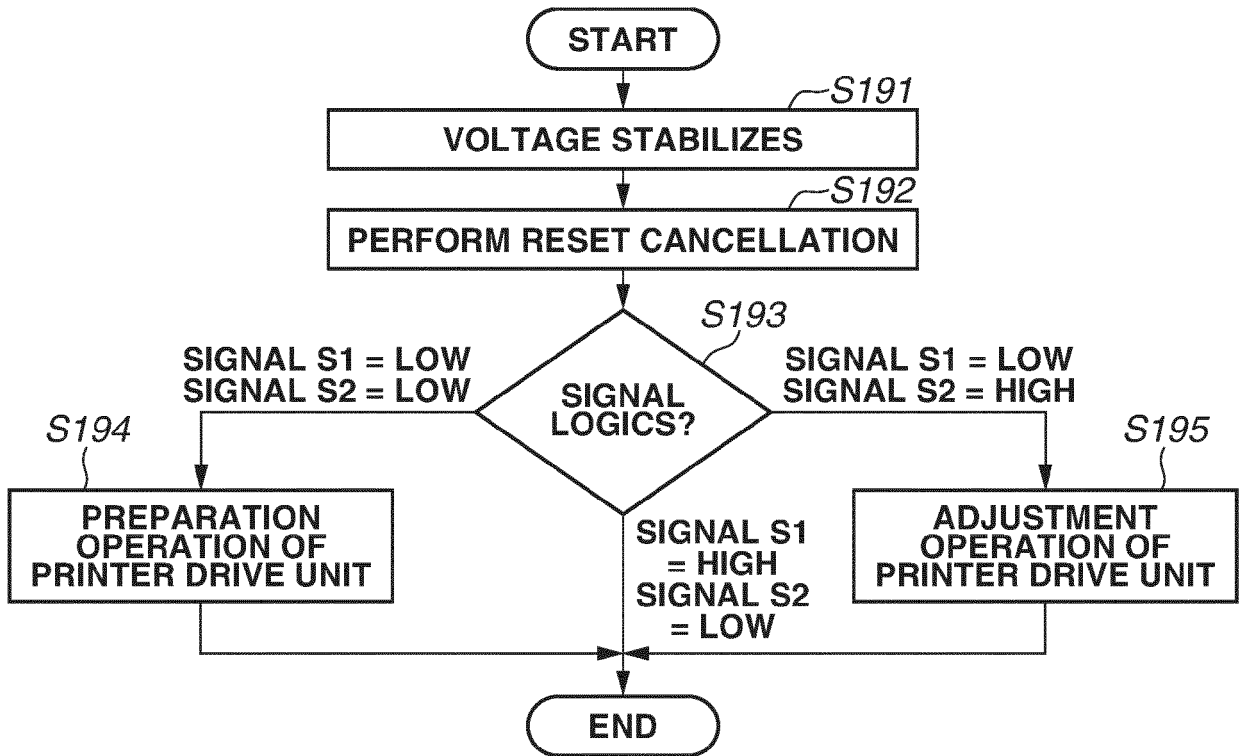 START
S191
VOLTAGE STABILIZES
S192
PERFORM RESET CANCELLATION
S193
SIGNAL S1 = LOW
SIGNAL S2 = LOW
SIGNAL
LOGICS?
SIGNAL S1 = LOW
SIGNAL S2 = HIGH
S194
PREPARATION
OPERATION OF
PRINTER DRIVE UNIT
SIGNAL S1
= HIGH
SIGNAL S2
= LOW
S195
ADJUSTMENT
OPERATION OF
PRINTER DRIVE UNIT
END